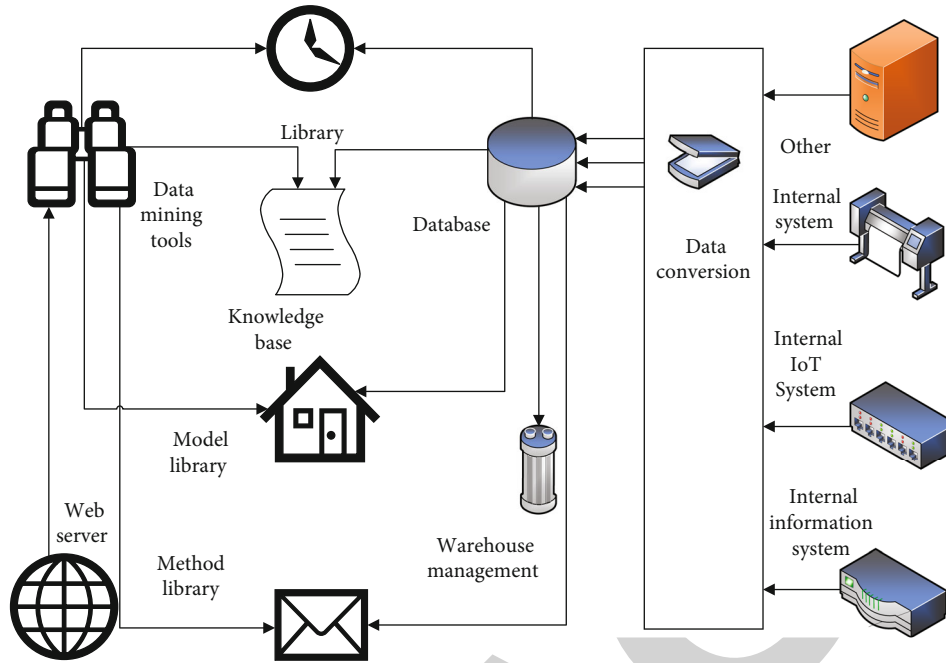 Library
Data
mining
tools
Knowledge
base
Model
library
Web
server
Method
library
Database
Warehouse
management
Data
conversion
Other
Internal
system
Internal
IoT
System
Internal
information
system